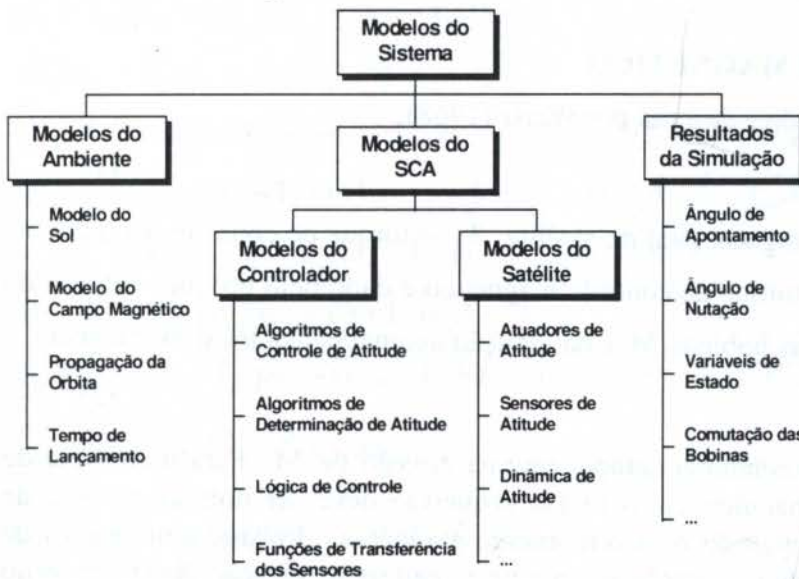 Modelos do
Sistema
Modelos do
Ambiente
Modelos do
SCA
Resultados
da Simulação
Modelo do
Sol
Modelo do
Campo Magnético
Propagação da
Orbita
Tempo de
Lançamento
Modelos do
Controlador
Algoritmos de
Controle de Atitude
Algoritmos de
Determinação de Atitude
Lógica de Controle
Funções de Transferência
dos Sensores
Modelos do
Satélite
Atuadores de
Atitude
Sensores de
Atitude
Dinâmica de
Atitude
...
Ângulo de
Apontamento
Ângulo de
Nutação
Variáveis de
Estado
Comutação das
Bobinas
...